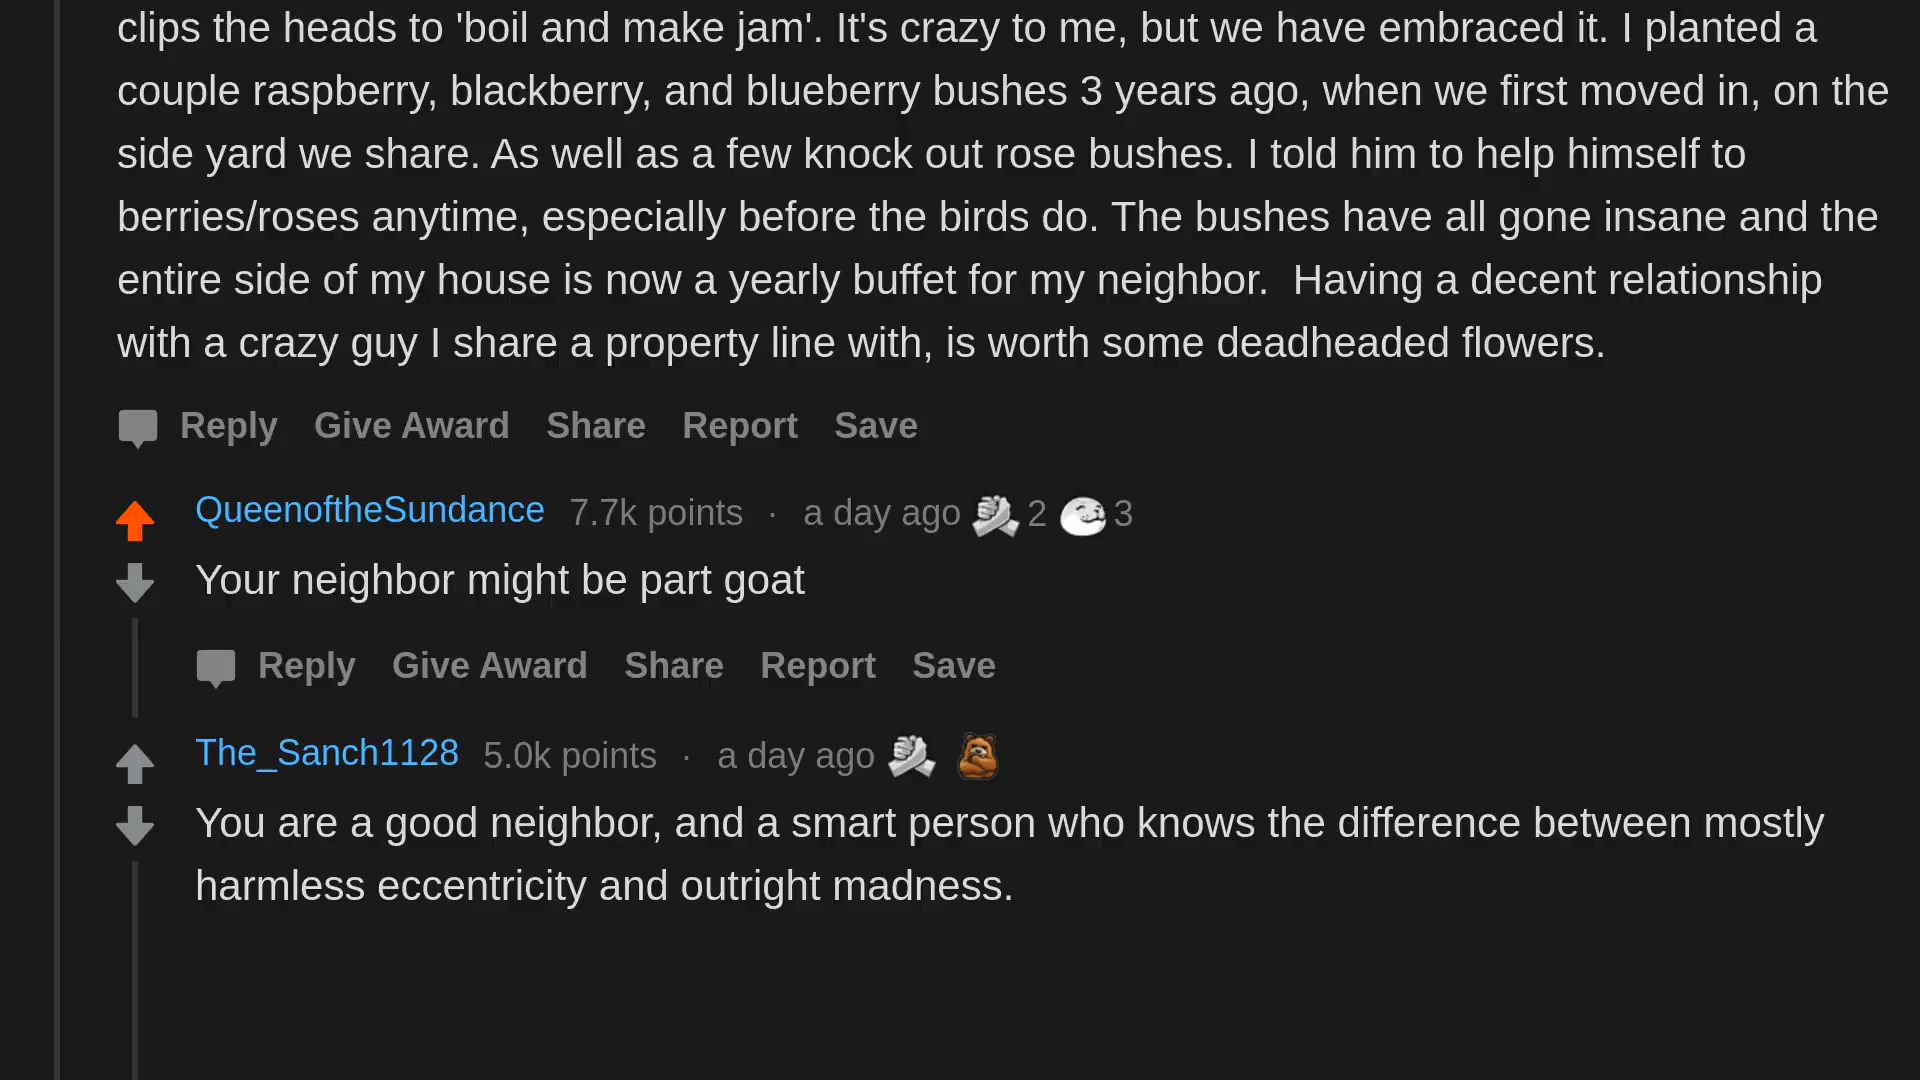 clips the heads to 'boil and make jam'. It's crazy to me, but we have embraced it. I planted a
couple raspberry, blackberry, and blueberry bushes 3 years ago, when we first moved in, on the
side yard we share. As well as a few knock out rose bushes. I told him to help himself to
berries/roses anytime, especially before the birds do. The bushes have all gone insane and the
entire side of my house is now a yearly buffet for my neighbor.  Having a decent relationship
with a crazy guy I share a property line with, is worth some deadheaded flowers.
Reply Give Award Share Report Save
QueenoftheSundance 7.7k points · a day ago 2 3
Your neighbor might be part goat
Reply Give Award Share Report Save
The_Sanch1128 5.0k points · a day ago
You are a good neighbor, and a smart person who knows the difference between mostly
harmless eccentricity and outright madness.